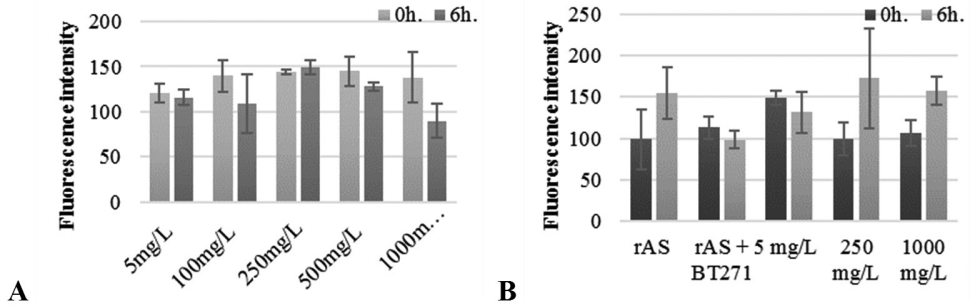 0h. 6h.
Fluorescence intensity
200
150
100
50
0
5mg/L
100mg/L
250mg/L
500mg/L
1000m...
A
0h. 6h.
Fluorescence intensity
250
200
150
100
50
0
rAS rAS + 5 mg/L 250 1000
BT271 mg/L mg/L
B